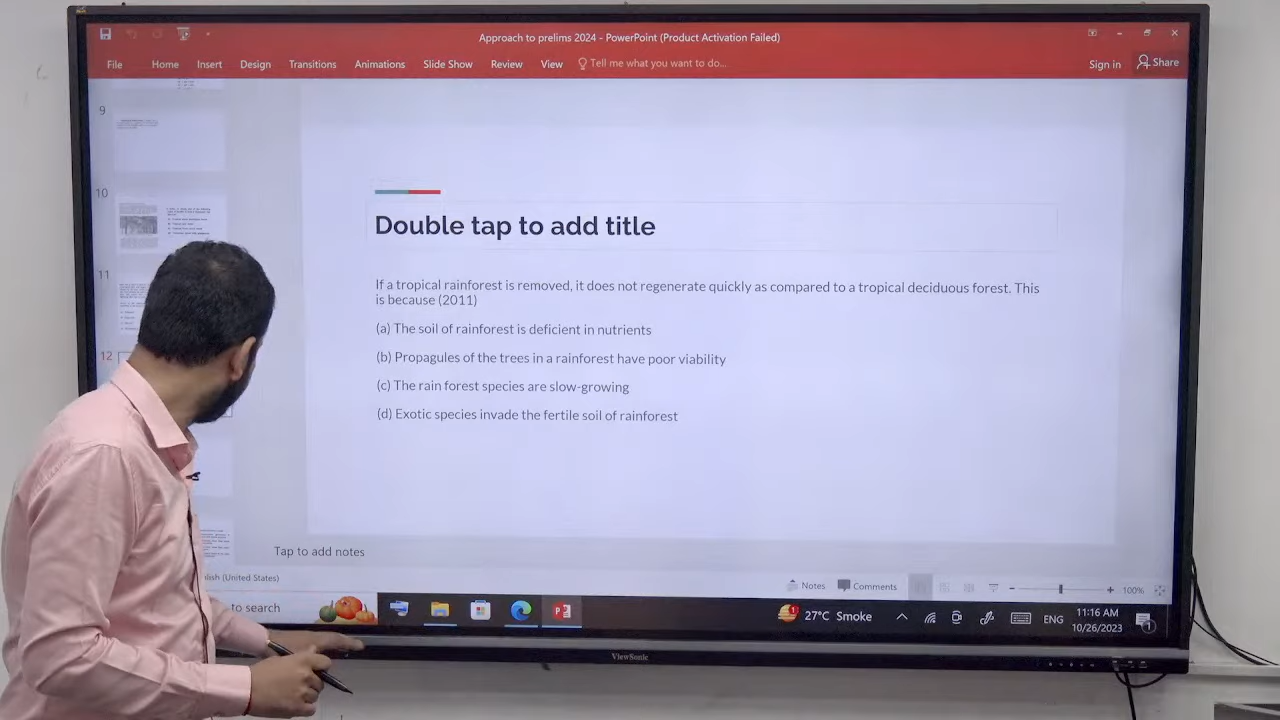 Approach to prelims 2024 - PowerPoint (Product Activation Failed)
File Home Insert Design Transitions Animations Slide Show Review View Tell me what you want to do... Sign in Share
9
10
11
12
Double tap to add title
If a tropical rainforest is removed, it does not regenerate quickly as compared to a tropical deciduous forest. This
is because (2011)
(a) The soil of rainforest is deficient in nutrients
(b) Propagules of the trees in a rainforest have poor viability
(c) The rain forest species are slow-growing
(d) Exotic species invade the fertile soil of rainforest
Tap to add notes
(United States)
Notes Comments 100%
to search
1 27°C Smoke ENG 11:16 AM
10/26/2023 1
ViewSonic